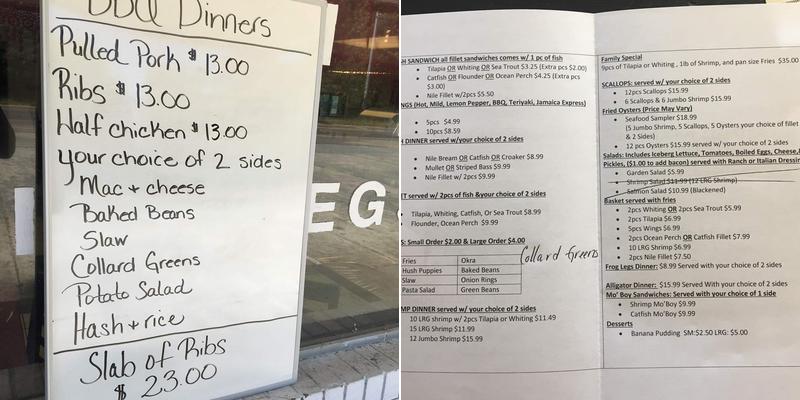 BBQ Dinners
Pulled Pork $13.00
Ribs $13.00
Half chicken $13.00
your choice of 2 sides
Mac + cheese
Baked Beans
Slaw
Collard Greens
Potato Salad
Hash + rice
Slab of Ribs
$23.00
EG
H SANDWICH all fillet sandwiches comes w/ 1 pc of fish
Tilapia OR Whiting OR Sea Trout $3.25 (Extra pcs $2.00)
Catfish OR Flounder OR Ocean Perch $4.25 (Extra pcs
$3.00)
Nile Fillet w/2pcs $5.50
NGS (Hot, Mild, Lemon Pepper, BBQ, Teriyaki, Jamaica Express)
5pcs $4.99
10pcs $8.59
H DINNER served w/your choice of 2 sides
Nile Bream OR Catfish OR Croaker $8.99
Mullet OR Striped Bass $9.99
Nile Fillet w/ 2pcs $9.99
ET served w/ 2pcs of fish &your choice of 2 sides
Tilapia, Whiting, Catfish, Or Sea Trout $8.99
Flounder, Ocean Perch $9.99
S: Small Order $2.00 & Large Order $4.00
Fries Okra
Hush Puppies Baked Beans
Slaw Onion Rings
Pasta Salad Green Beans
Collard Greens
MP DINNER served w/ your choice of 2 sides
10 LRG shrimp w/ 2pcs Tilapia or Whiting $11.49
15 LRG Shrimp $11.99
12 Jumbo Shrimp $15.99
Family Special
9pcs of Tilapia or Whiting , 1lb of Shrimp, and pan size Fries $35.00
SCALLOPS: served w/ your choice of 2 sides
12pcs Scallops $15.99
6 Scallops & 6 Jumbo Shrimp $15.99
Fried Oysters (Price May Vary)
Seafood Sampler $18.99
(5 Jumbo Shrimp, 5 Scallops, 5 Oysters your choice of fillet
& 2 Sides)
12 pcs Oysters $15.99 served w/ your choice of 2 sides
Salads: Includes Iceberg Lettuce, Tomatoes, Boiled Eggs, Cheese,
Pickles, ($1.00 to add bacon) served with Ranch or Italian Dressin
Garden Salad $5.99
Shrimp Salad $11.99 (12 LRG Shrimp)
Salmon Salad $10.99 (Blackened)
Basket served with fries
2pcs Whiting OR 2pcs Sea Trout $5.99
2pcs Tilapia $6.99
5pcs Wings $6.99
2pcs Ocean Perch OR Catfish Fillet $7.99
10 LRG Shrimp $6.99
2pcs Nile Fillet $7.50
Frog Legs Dinner: $8.99 Served with your choice of 2 sides
Alligator Dinner: $15.99 Served With your choice of 2 sides
Mo' Boy Sandwiches: Served with your choice of 1 side
Shrimp Mo'Boy $9.99
Catfish Mo'Boy $9.99
Desserts
Banana Pudding SM:$2.50 LRG: $5.00